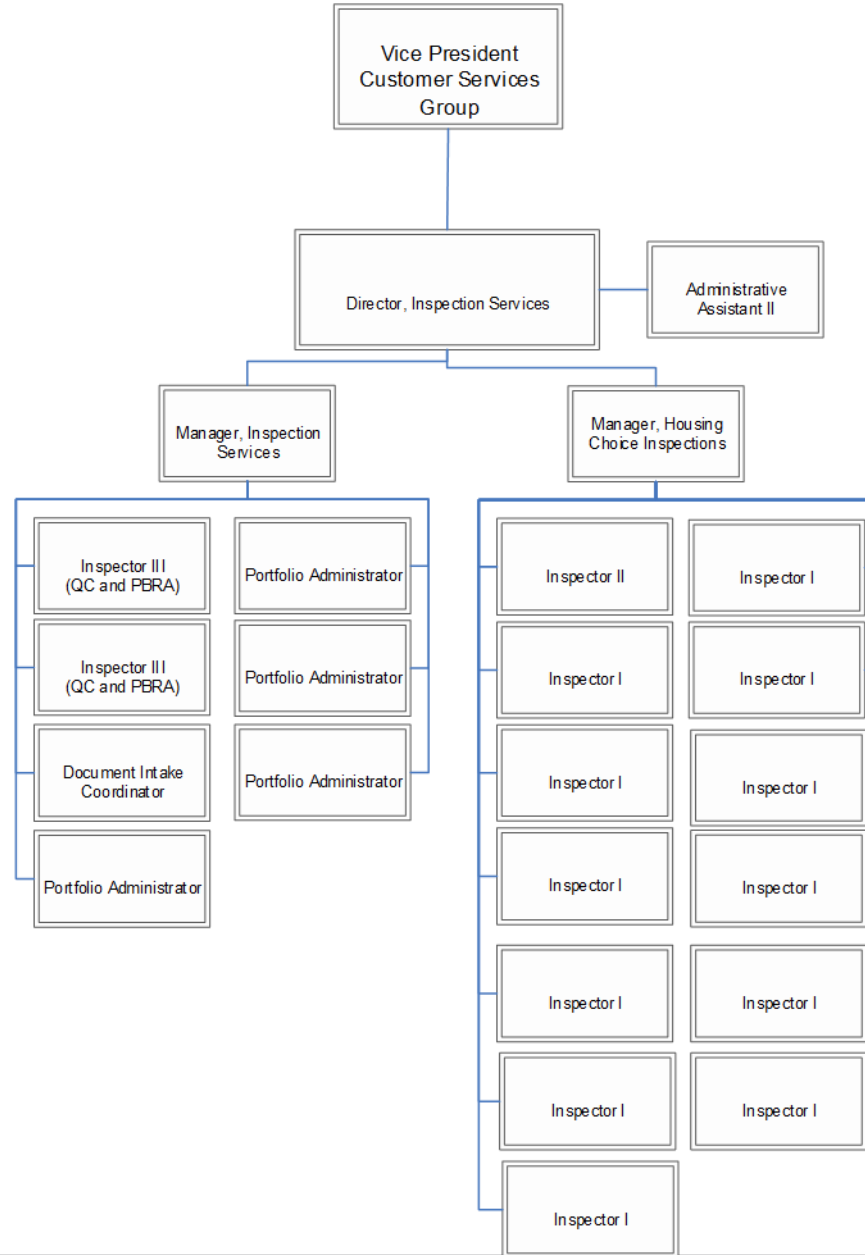 Vice President
Customer Services
Group
Director, Inspection Services
Administrative
Assistant II
Manager, Inspection
Services
Manager, Housing
Choice Inspections
Inspector III
(QC and PBRA)
Portfolio Administrator
Inspector III
(QC and PBRA)
Portfolio Administrator
Document Intake
Coordinator
Portfolio Administrator
Portfolio Administrator
Inspector II
Inspector I
Inspector I
Inspector I
Inspector I
Inspector I
Inspector I
Inspector I
Inspector I
Inspector I
Inspector I
Inspector I
Inspector I